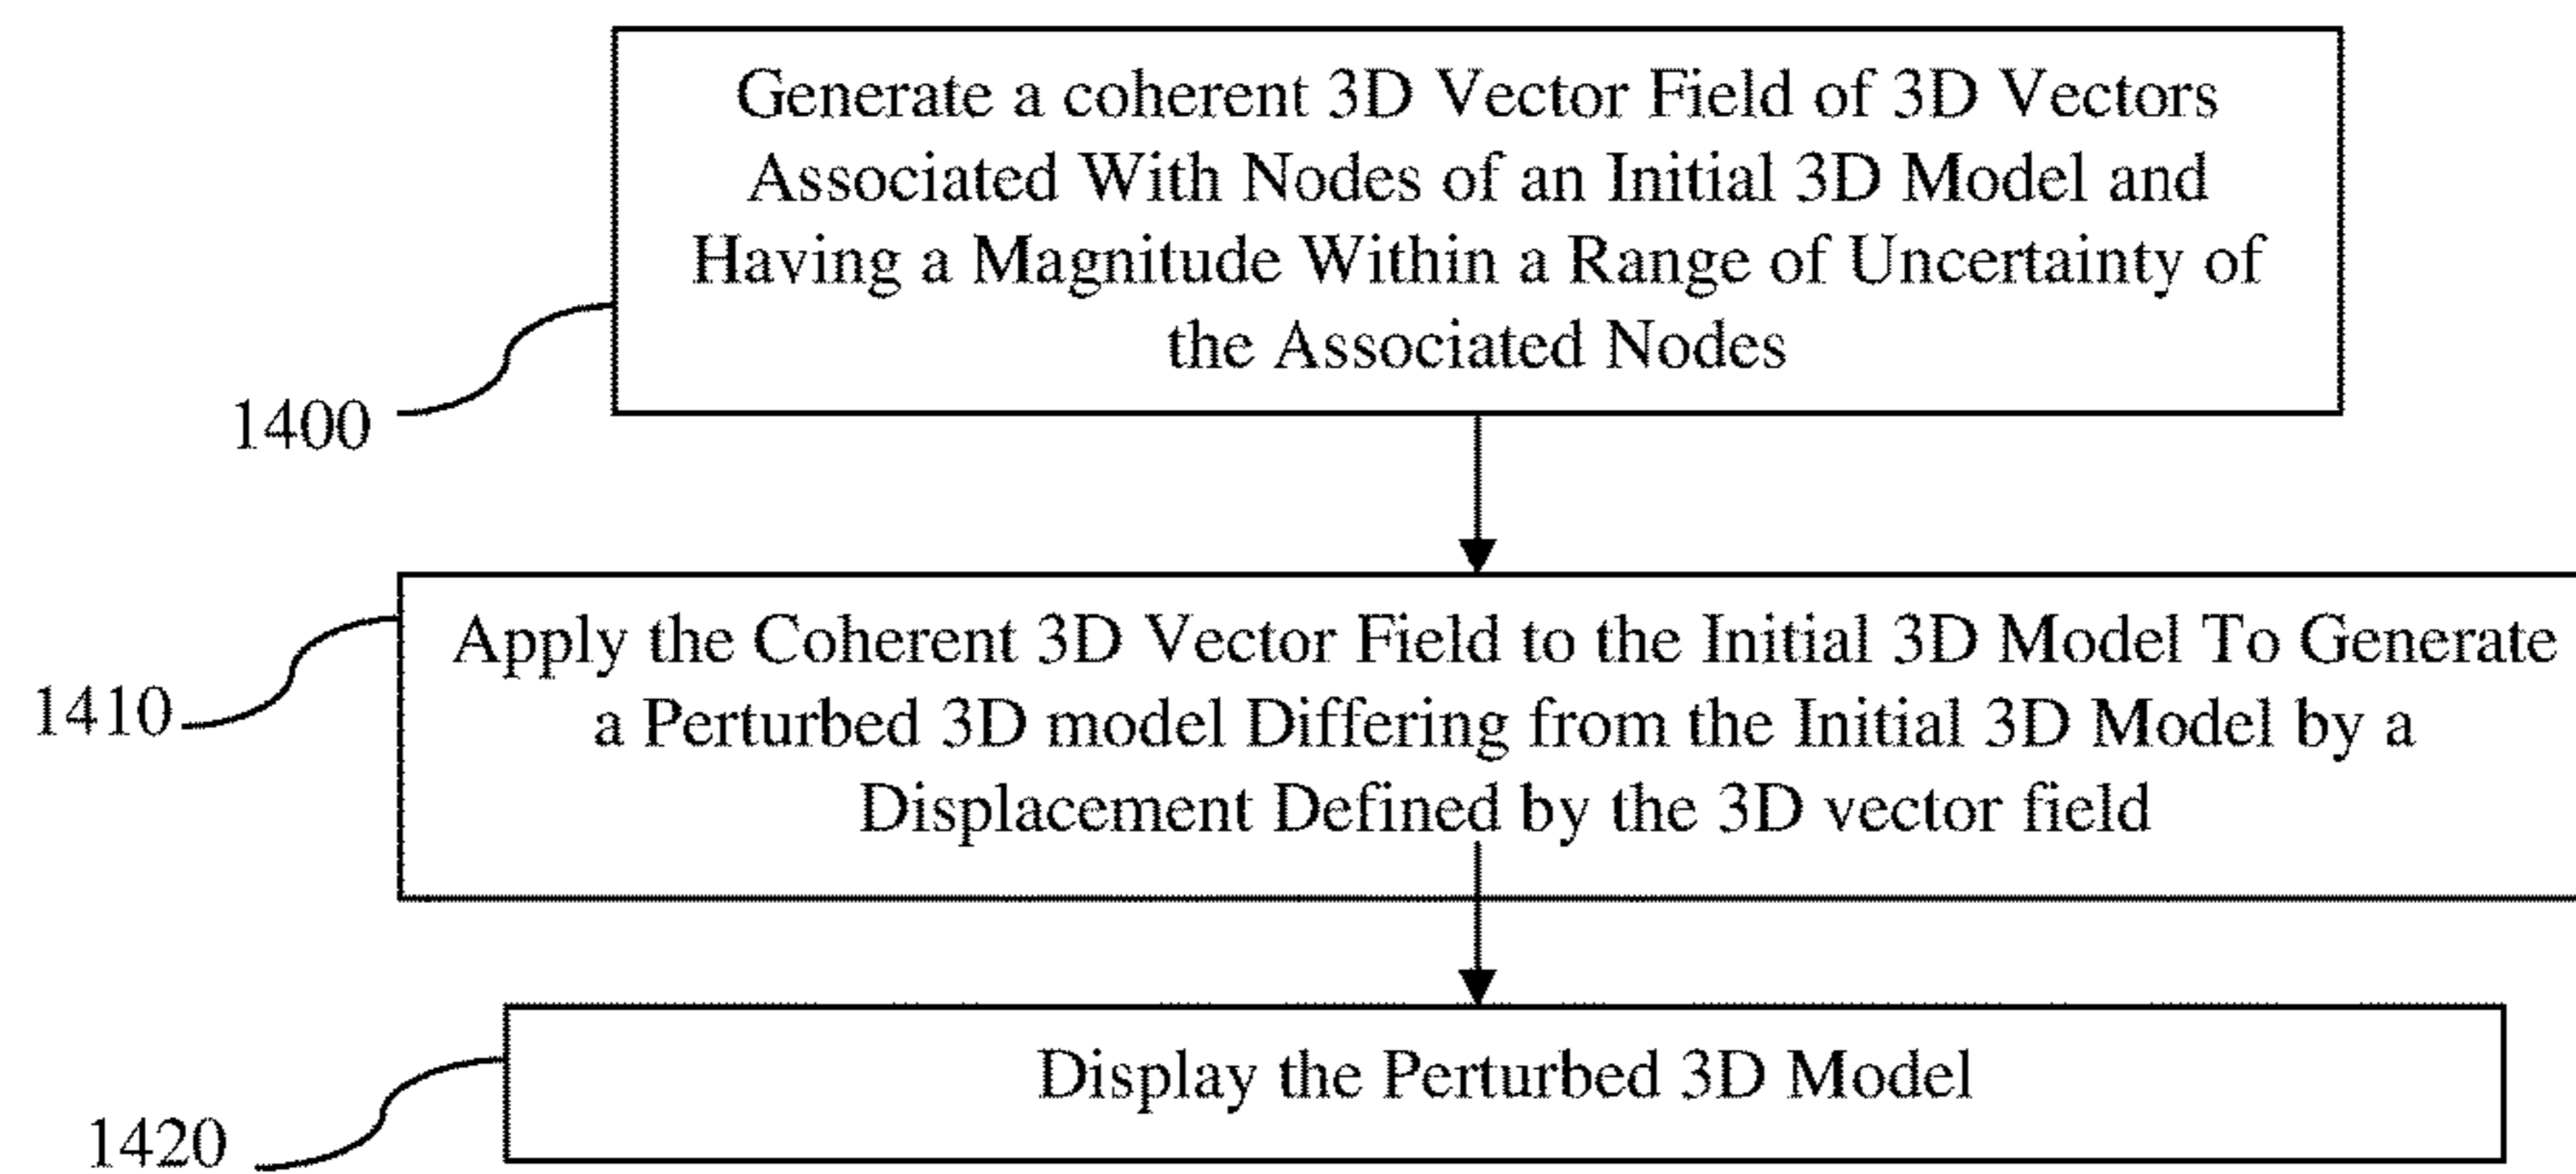 Generate a coherent 3D Vector Field of 3D Vectors
Associated With Nodes of an Initial 3D Model and
Having a Magnitude Within a Range of Uncertainty of
the Associated Nodes
1400
Apply the Coherent 3D Vector Field to the Initial 3D Model To Generate
a Perturbed 3D model Differing from the Initial 3D Model by a
Displacement Defined by the 3D vector field
1410
Display the Perturbed 3D Model
1420